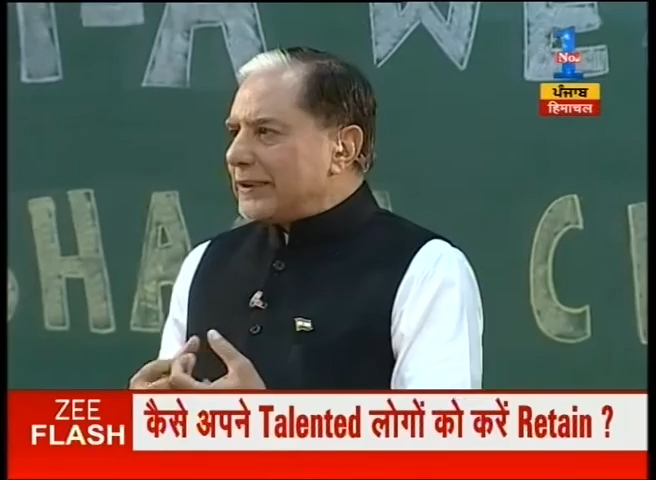 No. 1
ਪੰਜਾਬ
हिमाचल
ZEE
FLASH
कैसे अपने Talented लोगों को करें Retain ?